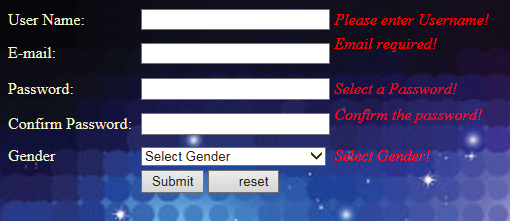 User Name: Please enter Username!
E-mail: Email required!
Password: Select a Password!
Confirm Password: Confirm the password!
Gender Select Gender Select Gender!
Submit reset